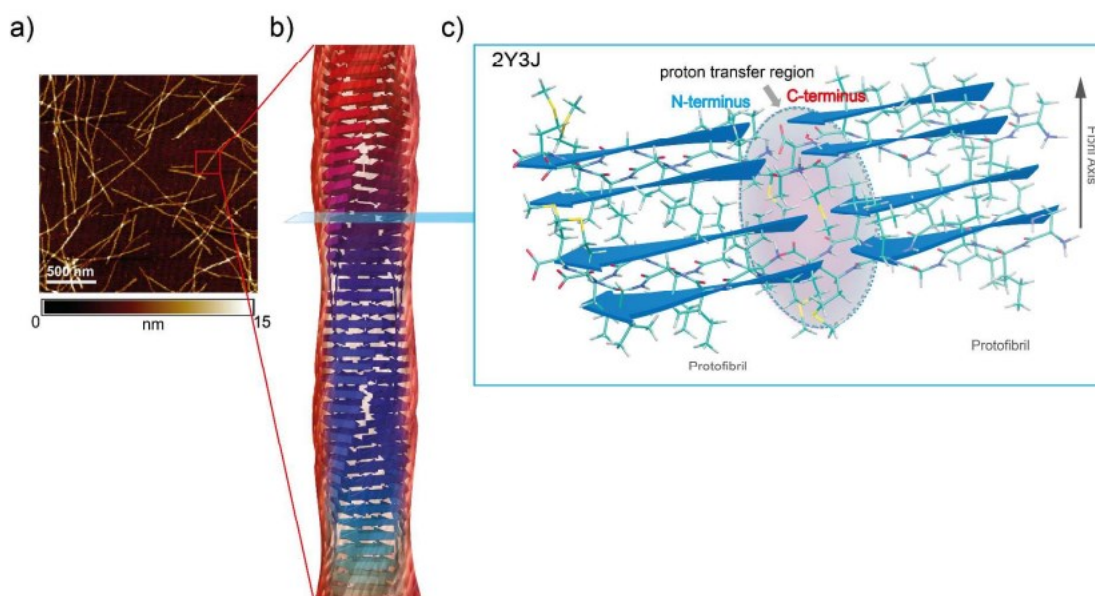 a)
500 nm
0 nm 15
b)
c)
2Y3J
proton transfer region
N-terminus C-terminus
Fibril Axis
Protofibril
Protofibril